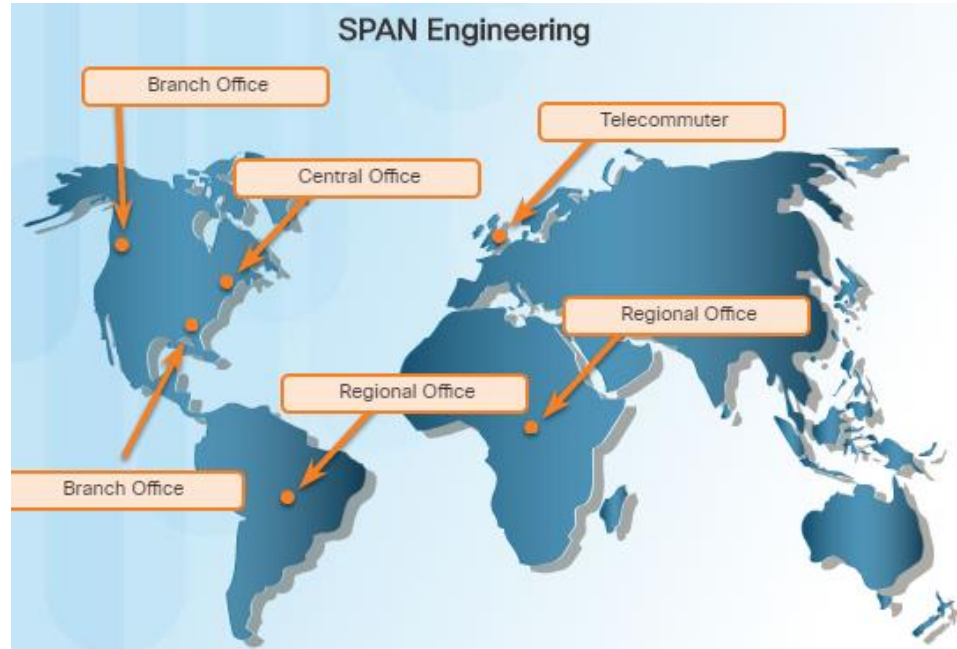 SPAN Engineering
Branch Office
Telecommuter
Central Office
Regional Office
Regional Office
Branch Office